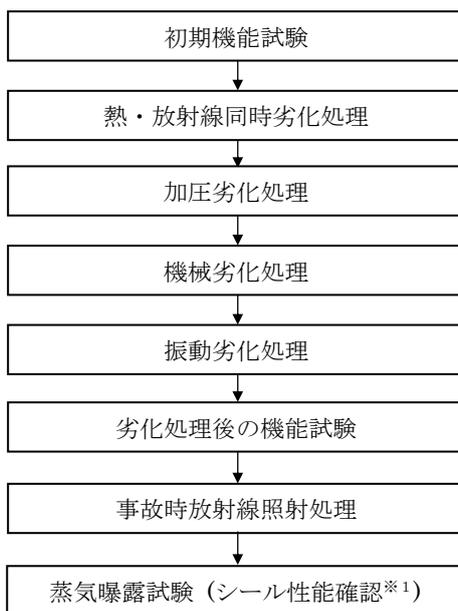 初期機能試験
熱・放射線同時劣化処理
加圧劣化処理
機械劣化処理
振動劣化処理
劣化処理後の機能試験
事故時放射線照射処理
蒸気曝露試験（シール性能確認※1）